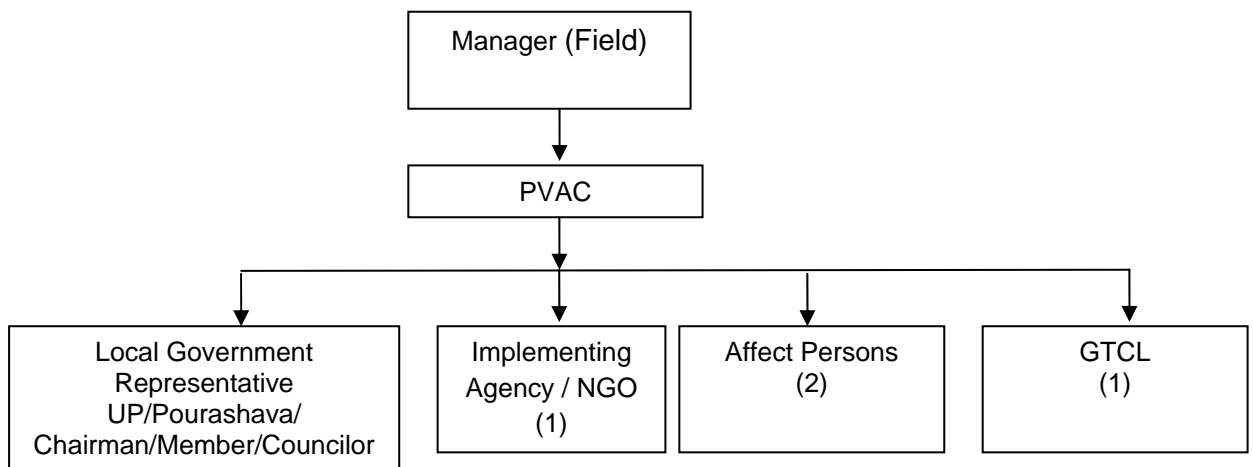 Manager (Field)
PVAC
Local Government
Representative
UP/Pourashava/
Chairman/Member/Councilor
Implementing
Agency / NGO
(1)
Affect Persons
(2)
GTCL
(1)